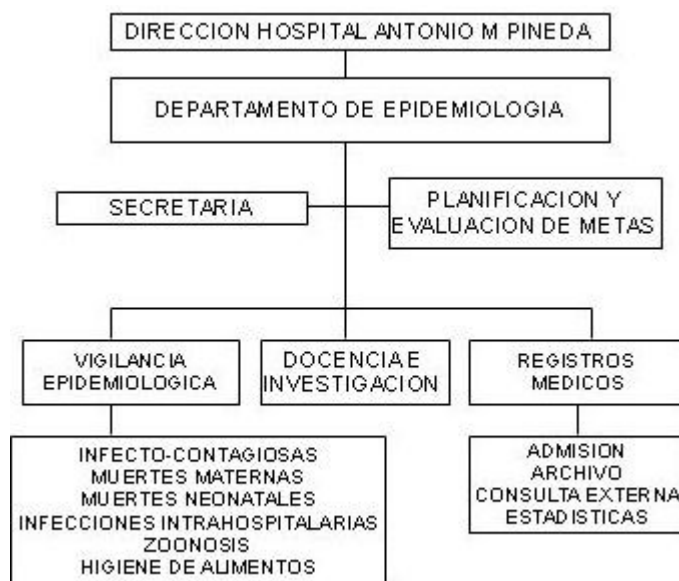 DIRECCION HOSPITAL ANTONIO M PINEDA
DEPARTAMENTO DE EPIDEMIOLOGIA
SECRETARIA
PLANIFICACION Y
EVALUACION DE METAS
VIGILANCIA
EPIDEMIOLOGICA
DOCENCIA E
INVESTIGACION
REGISTROS
MEDICOS
INFECTO-CONTAGIOSAS
MUERTES MATERNAS
MUERTES NEONATALES
INFECCIONES INTRAHOSPITALARIAS
ZOONOSIS
HIGIENE DE ALIMENTOS
ADMISION
ARCHIVO
CONSULTA EXTERNA
ESTADISTICAS